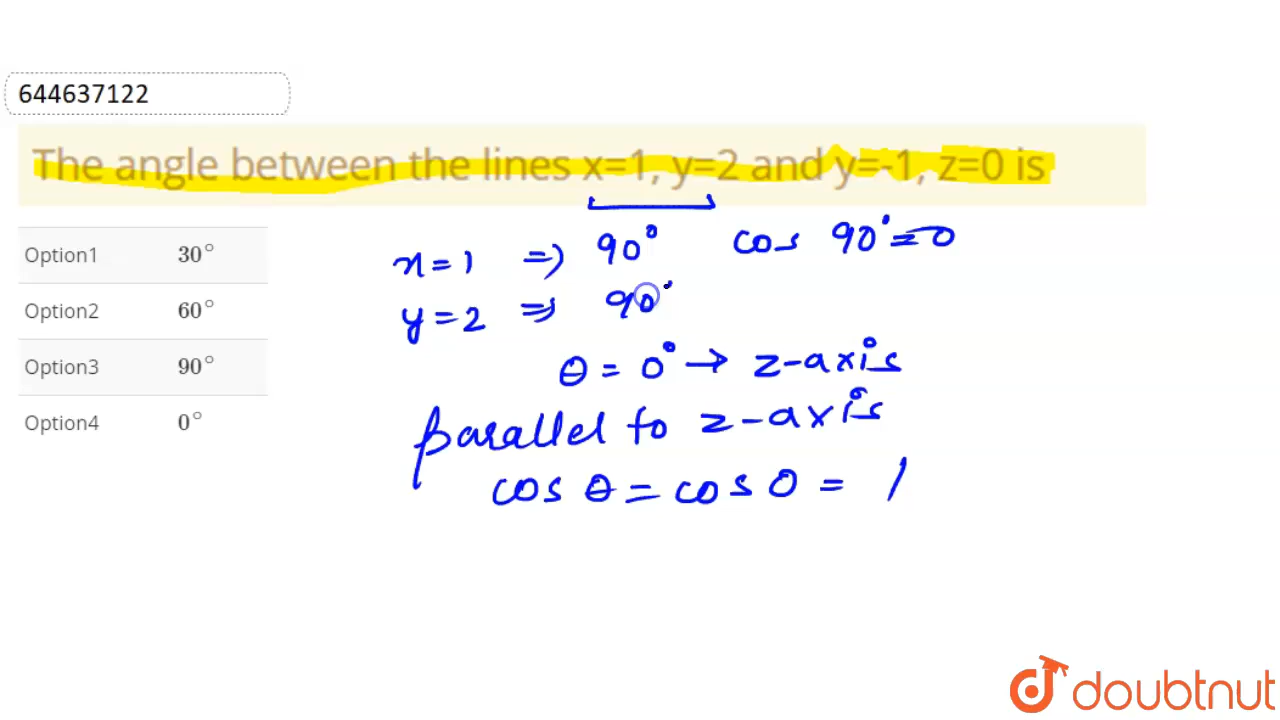 644637122
The angle between the lines x=1, y=2 and y=-1, z=0 is
Option1 30°
Option2 60°
Option3 90°
Option4 0°
x=1 => 90° cos 90°=0
y=2 => 90°
θ = 0° → z-axis
parallel to z-axis
cos θ = cos 0 = 1
doubtnut